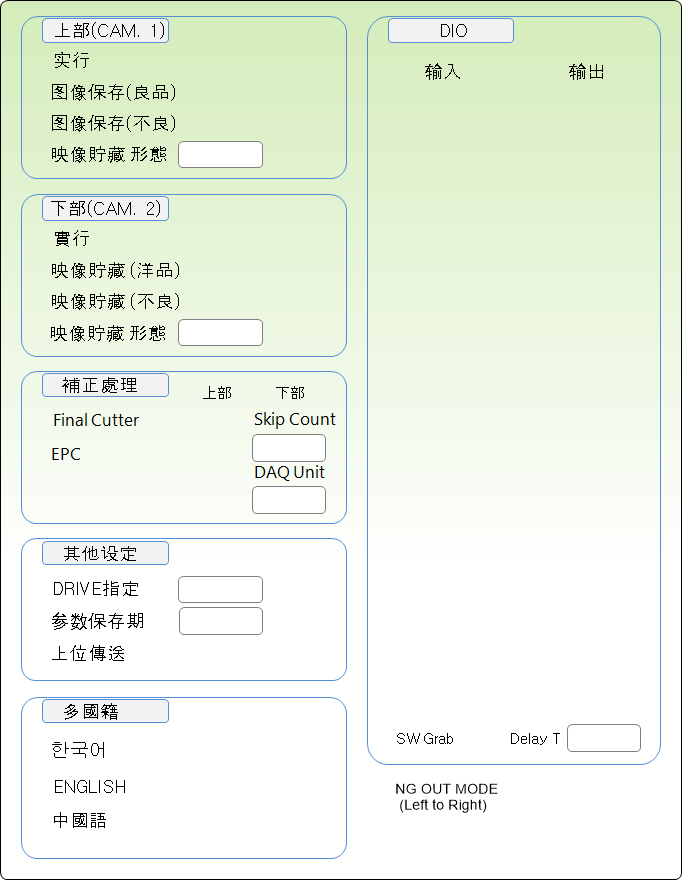 上部(CAM. 1)
实行
图像保存(良品)
图像保存(不良)
映像貯藏 形態
下部(CAM. 2)
實行
映像貯藏 (洋品)
映像貯藏 (不良)
映像貯藏 形態
補正處理
上部 下部
Final Cutter Skip Count
EPC
DAQ Unit
其他设定
DRIVE指定
参数保存期
上位傳送
多國籍
한국어
ENGLISH
中國語
DIO
输入 输出
SW Grab Delay T
NG OUT MODE
(Left to Right)